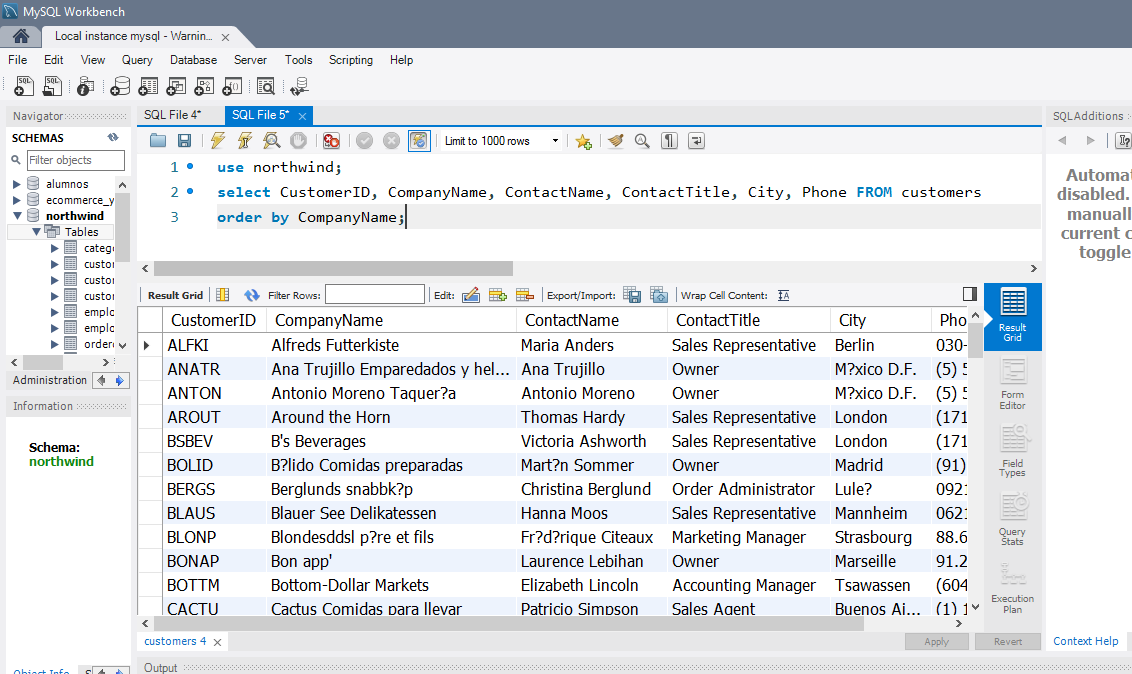 MySQL Workbench
Local instance mysql - Warnin...
File Edit View Query Database Server Tools Scripting Help
Navigator
SCHEMAS
Filter objects
alumnos
ecommerce_y
northwind
Tables
categ
custor
custor
custor
emplo
emplo
order
Administration
Information
Schema:
northwind
Object Info S
SQL File 4* SQL File 5*
Limit to 1000 rows
1 use northwind;
2 select CustomerID, CompanyName, ContactName, ContactTitle, City, Phone FROM customers
3 order by CompanyName;
Result Grid Filter Rows: Edit: Export/Import: Wrap Cell Content:
CustomerID CompanyName ContactName ContactTitle City Pho
ALFKI Alfreds Futterkiste Maria Anders Sales Representative Berlin 030-
ANATR Ana Trujillo Emparedados y hel... Ana Trujillo Owner M?xico D.F. (5) 5
ANTON Antonio Moreno Taquer?a Antonio Moreno Owner M?xico D.F. (5) 5
AROUT Around the Horn Thomas Hardy Sales Representative London (171
BSBEV B's Beverages Victoria Ashworth Sales Representative London (171
BOLID B?lido Comidas preparadas Mart?n Sommer Owner Madrid (91)
BERGS Berglunds snabbk?p Christina Berglund Order Administrator Lule? 0921
BLAUS Blauer See Delikatessen Hanna Moos Sales Representative Mannheim 0621
BLONP Blondesddsl p?re et fils Fr?d?rique Citeaux Marketing Manager Strasbourg 88.6
BONAP Bon app' Laurence Lebihan Owner Marseille 91.2
BOTTM Bottom-Dollar Markets Elizabeth Lincoln Accounting Manager Tsawassen (604
CACTU Cactus Comidas para llevar Patricio Simpson Sales Agent Buenos Ai... (1) 1
customers 4
Apply Revert
Output
Result
Grid
Form
Editor
Field
Types
Query
Stats
Execution
Plan
SQLAdditions
Automat
disabled.
manuall
current c
toggle
Context Help